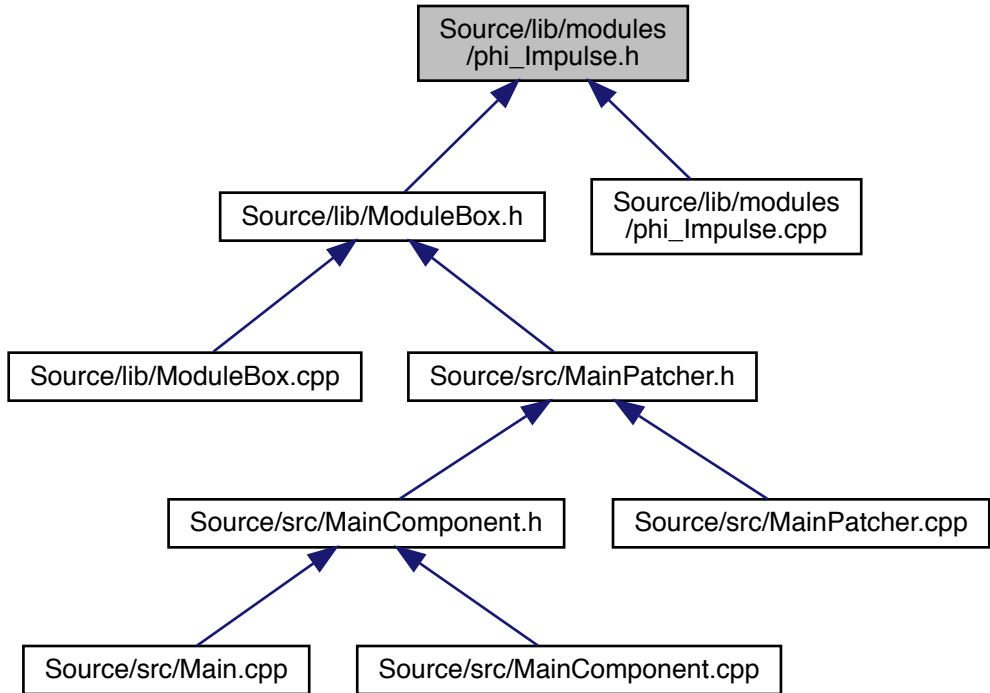 Source/lib/modules
/phi_Impulse.h
Source/lib/ModuleBox.h
Source/lib/modules
/phi_Impulse.cpp
Source/lib/ModuleBox.cpp
Source/src/MainPatcher.h
Source/src/MainComponent.h
Source/src/MainPatcher.cpp
Source/src/Main.cpp
Source/src/MainComponent.cpp